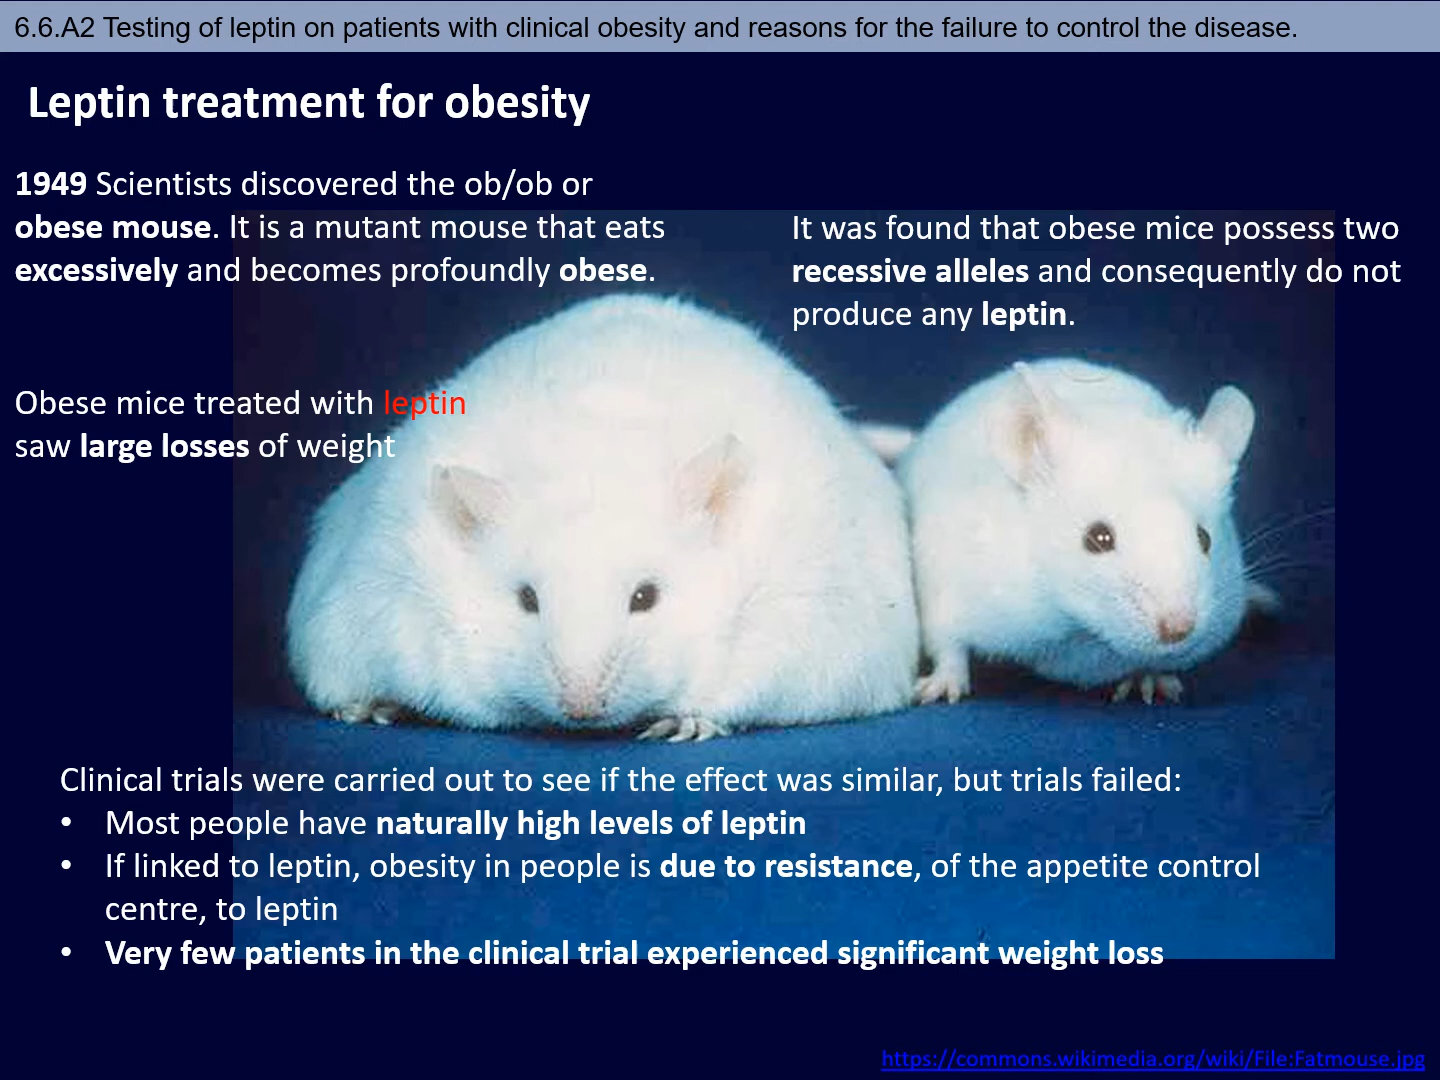 6.6.A2 Testing of leptin on patients with clinical obesity and reasons for the failure to control the disease.
Leptin treatment for obesity
1949 Scientists discovered the ob/ob or
obese mouse. It is a mutant mouse that eats
excessively and becomes profoundly obese.
It was found that obese mice possess two
recessive alleles and consequently do not
produce any leptin.
Obese mice treated with leptin
saw large losses of weight
Clinical trials were carried out to see if the effect was similar, but trials failed:
• Most people have naturally high levels of leptin
• If linked to leptin, obesity in people is due to resistance, of the appetite control
centre, to leptin
• Very few patients in the clinical trial experienced significant weight loss
https://commons.wikimedia.org/wiki/File:Fatmouse.jpg